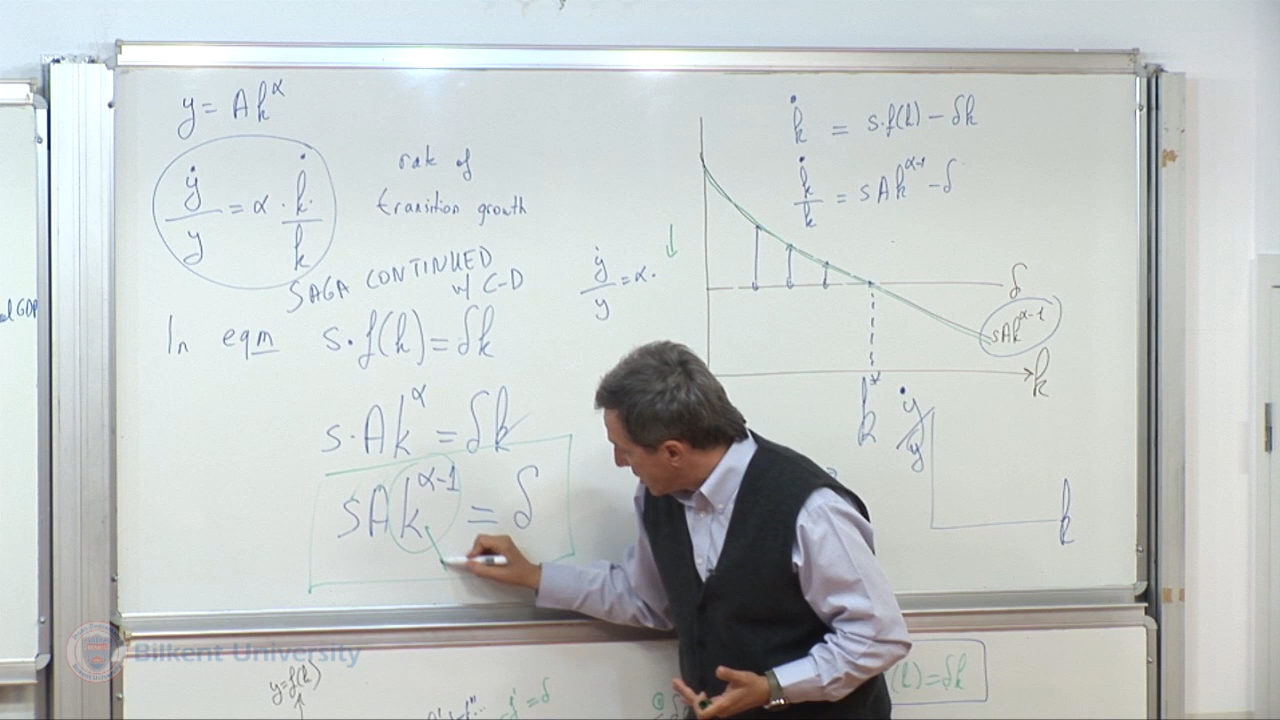 y = Ak^α
ẏ/y = α · k̇/k
rate of
transition growth
SAGA CONTINUED
w/ C-D
In eqm s·f(k) = δk
s·Ak^α = δk
sAk^(α-1) = δ
ẏ/y = α· ↓
k̇ = s·f(k) − δk
k̇/k = sAk^(α-1) − δ
δ
sAk^(α-1)
k
k*
ẏ/y
k
GDP
Bilkent University
y=f(k)
= δ
(k) = δk